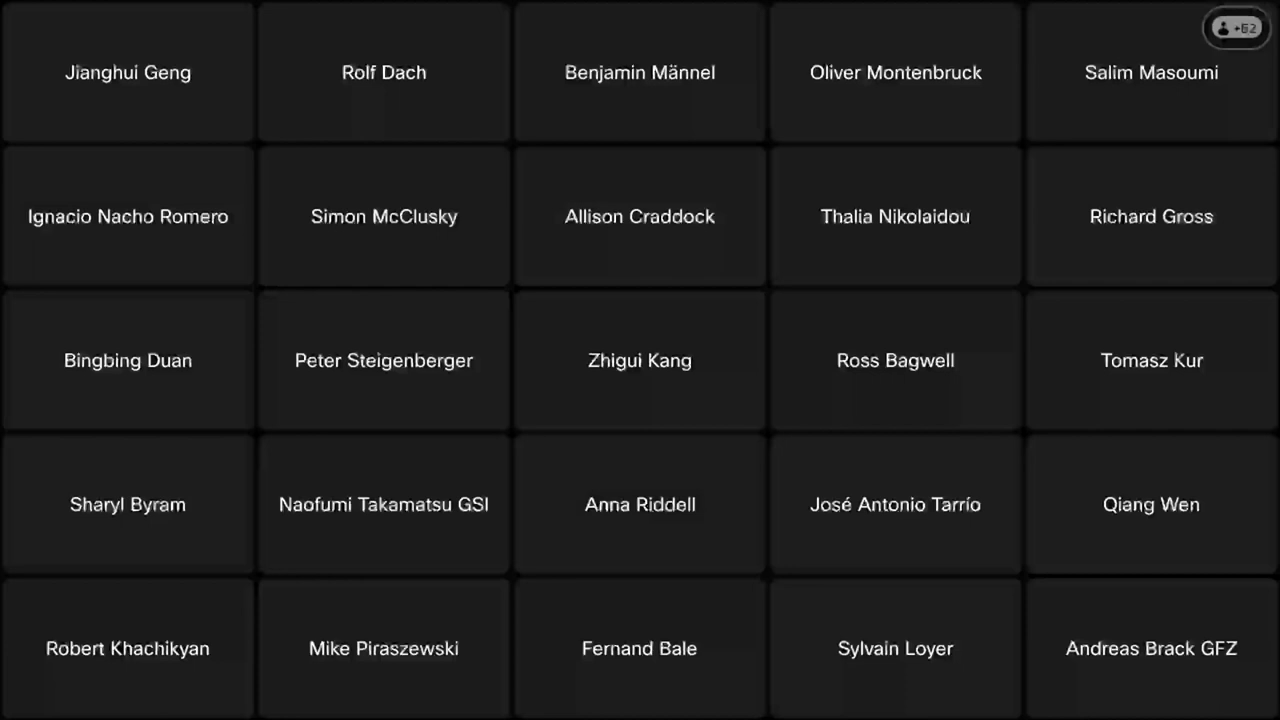 +62
Jianghui Geng
Rolf Dach
Benjamin Männel
Oliver Montenbruck
Salim Masoumi
Ignacio Nacho Romero
Simon McClusky
Allison Craddock
Thalia Nikolaidou
Richard Gross
Bingbing Duan
Peter Steigenberger
Zhigui Kang
Ross Bagwell
Tomasz Kur
Sharyl Byram
Naofumi Takamatsu GSI
Anna Riddell
José Antonio Tarrío
Qiang Wen
Robert Khachikyan
Mike Piraszewski
Fernand Bale
Sylvain Loyer
Andreas Brack GFZ